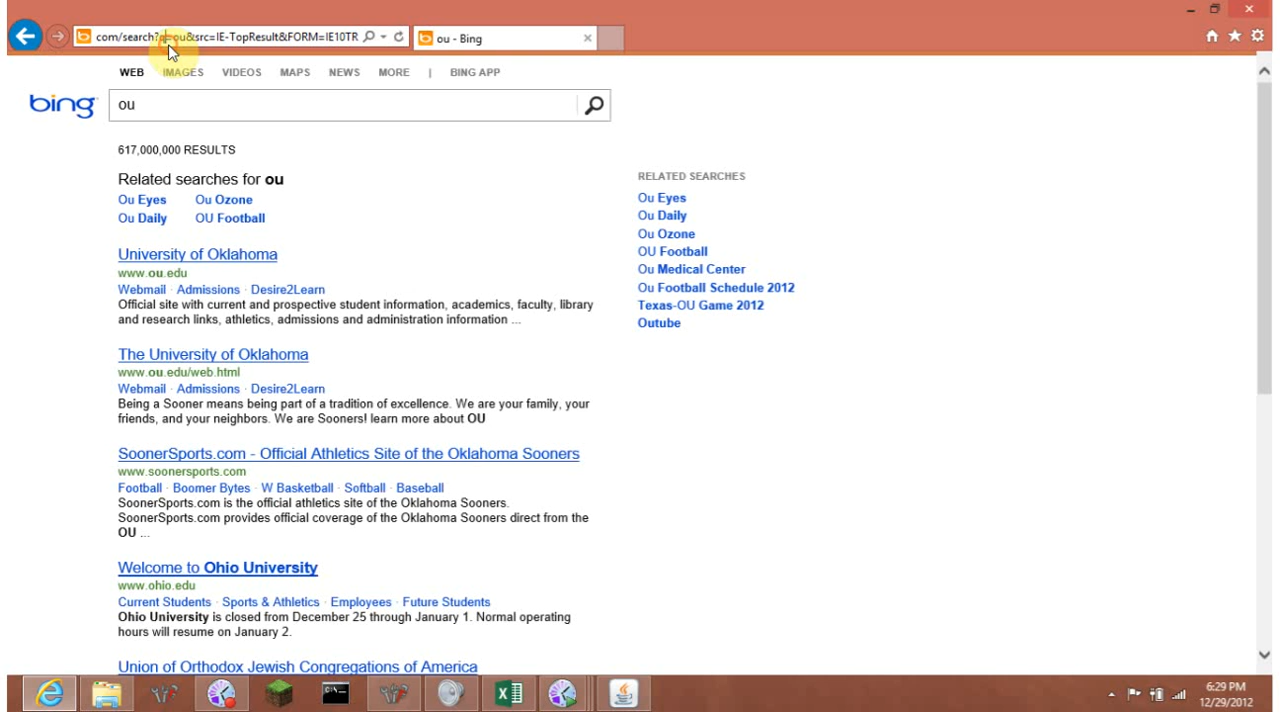 com/search?q=ou&src=IE-TopResult&FORM=IE10TR
ou - Bing
WEB IMAGES VIDEOS MAPS NEWS MORE | BING APP
bing
ou
617,000,000 RESULTS
Related searches for ou
Ou Eyes Ou Ozone
Ou Daily OU Football
University of Oklahoma
www.ou.edu
Webmail · Admissions · Desire2Learn
Official site with current and prospective student information, academics, faculty, library
and research links, athletics, admissions and administration information ...
The University of Oklahoma
www.ou.edu/web.html
Webmail · Admissions · Desire2Learn
Being a Sooner means being part of a tradition of excellence. We are your family, your
friends, and your neighbors. We are Sooners! learn more about OU
SoonerSports.com - Official Athletics Site of the Oklahoma Sooners
www.soonersports.com
Football · Boomer Bytes · W Basketball · Softball · Baseball
SoonerSports.com is the official athletics site of the Oklahoma Sooners.
SoonerSports.com provides official coverage of the Oklahoma Sooners direct from the
OU ...
Welcome to Ohio University
www.ohio.edu
Current Students · Sports & Athletics · Employees · Future Students
Ohio University is closed from December 25 through January 1. Normal operating
hours will resume on January 2.
Union of Orthodox Jewish Congregations of America
RELATED SEARCHES
Ou Eyes
Ou Daily
Ou Ozone
OU Football
Ou Medical Center
Ou Football Schedule 2012
Texas-OU Game 2012
Outube
6:29 PM
12/29/2012